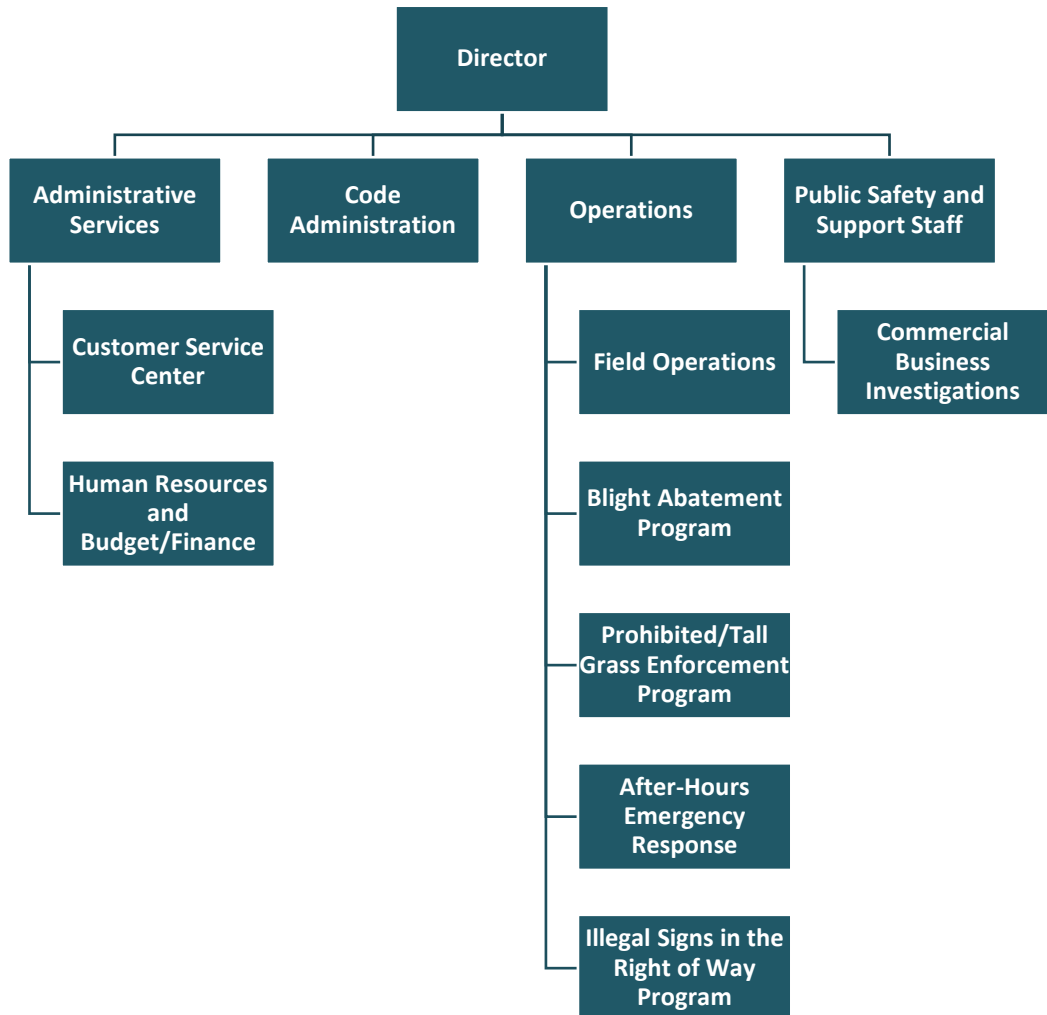 Director
Administrative
Services
Code
Administration
Operations
Public Safety and
Support Staff
Customer Service
Center
Human Resources
and
Budget/Finance
Field Operations
Blight Abatement
Program
Prohibited/Tall
Grass Enforcement
Program
After-Hours
Emergency
Response
Illegal Signs in the
Right of Way
Program
Commercial
Business
Investigations